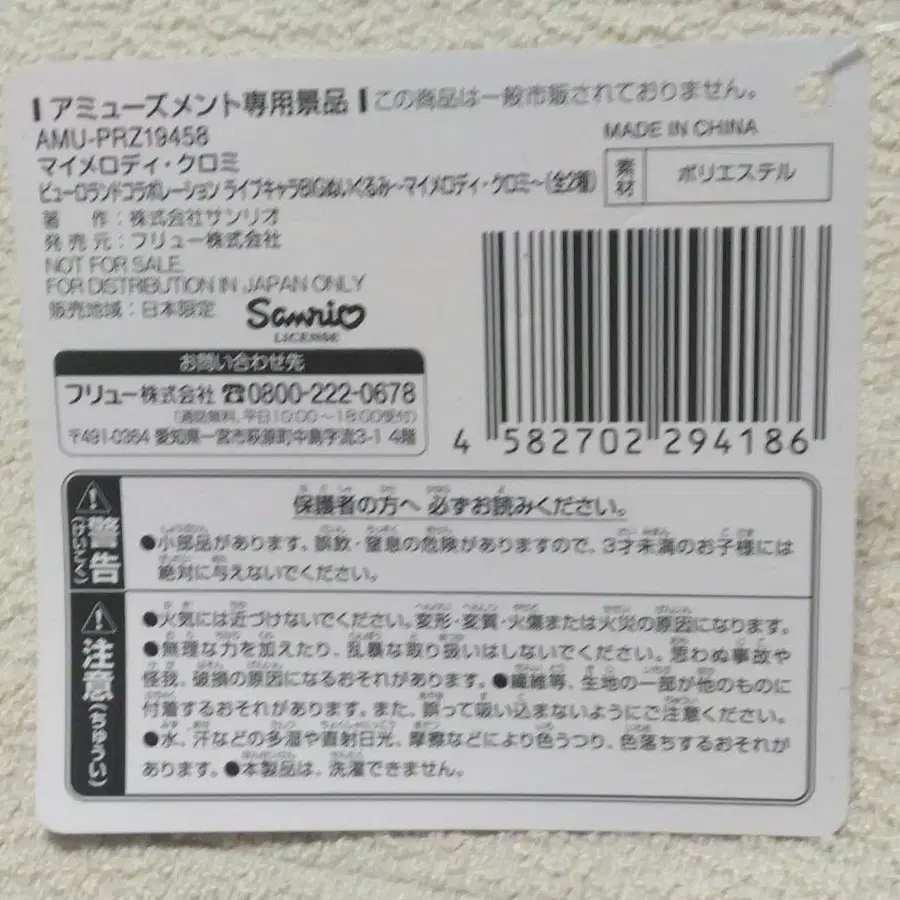 アミューズメント専用景品 この商品は一般市販されておりません。
AMU-PRZ19458
MADE IN CHINA
マイメロディ・クロミ
素材 ポリエステル
ピューロランドコラボレーション ライブキャラBIGぬいぐるみ〜マイメロディ・クロミ〜(全2種)
著 作:株式会社サンリオ
発売元:フリュー株式会社
NOT FOR SALE.
FOR DISTRIBUTION IN JAPAN ONLY
販売地域:日本限定
Sanrio
LICENSE
お問い合わせ先
フリュー株式会社 ☎0800-222-0678
(通話無料、平日10:00〜18:00受付)
〒491-0364 愛知県一宮市萩原町中島字流3-1 4階
4 582702 294186
警告(けいこく)
保護者の方へ 必ずお読みください。
●小部品があります。誤飲・窒息の危険がありますので、3才未満のお子様には
絶対に与えないでください。
注意(ちゅうい)
●火気には近づけないでください。変形・変質・火傷または火災の原因になります。
●無理な力を加えたり、乱暴な取り扱いはしないでください。思わぬ事故や
怪我、破損の原因になるおそれがあります。●繊維等、生地の一部が他のものに
付着するおそれがあります。また、誤って吸い込まないようにご注意ください。
●水、汗などの多湿や直射日光、摩擦などにより色うつり、色落ちするおそれが
あります。●本製品は、洗濯できません。